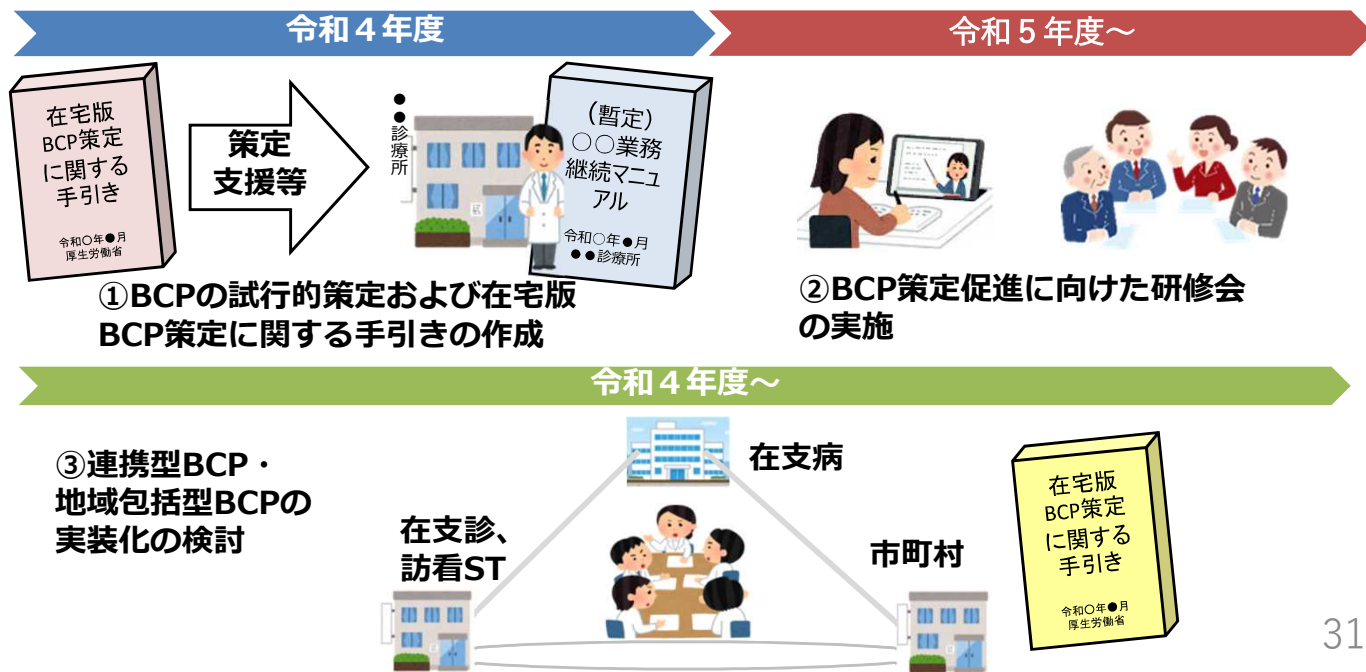 令和４年度
令和５年度～
在宅版
BCP策定
に関する
手引き
令和○年●月
厚生労働省
策定
支援等
●●診療所
（暫定）
○○業務
継続マニュ
アル
令和○年●月
●●診療所
①BCPの試行的策定および在宅版
BCP策定に関する手引きの作成
②BCP策定促進に向けた研修会
の実施
令和４年度～
③連携型BCP・
地域包括型BCPの
実装化の検討
在支病
在支診、
訪看ST
市町村
在宅版
BCP策定
に関する
手引き
令和○年●月
厚生労働省
31